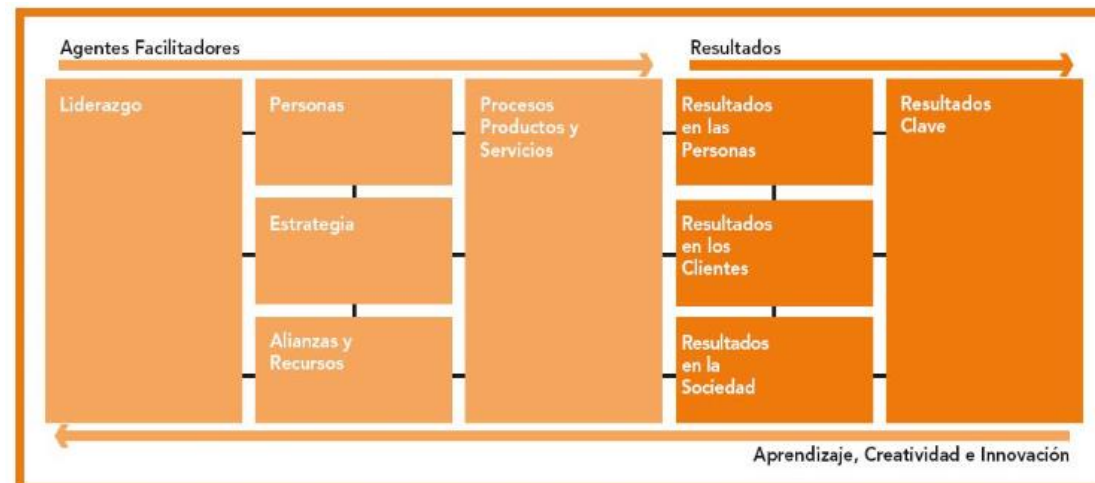 Agentes Facilitadores
Resultados
Liderazgo
Personas
Procesos
Productos y
Servicios
Resultados
en las
Personas
Resultados
Clave
Estrategia
Resultados
en los
Clientes
Alianzas y
Recursos
Resultados
en la
Sociedad
Aprendizaje, Creatividad e Innovación